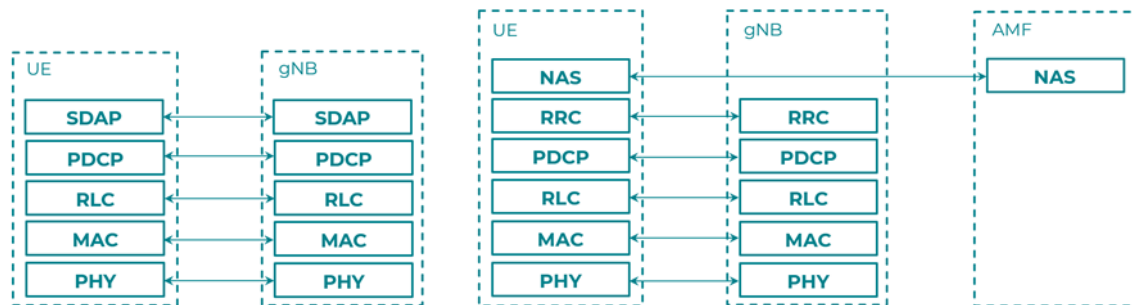 UE gNB
SDAP SDAP
PDCP PDCP
RLC RLC
MAC MAC
PHY PHY
UE gNB AMF
NAS NAS
RRC RRC
PDCP PDCP
RLC RLC
MAC MAC
PHY PHY